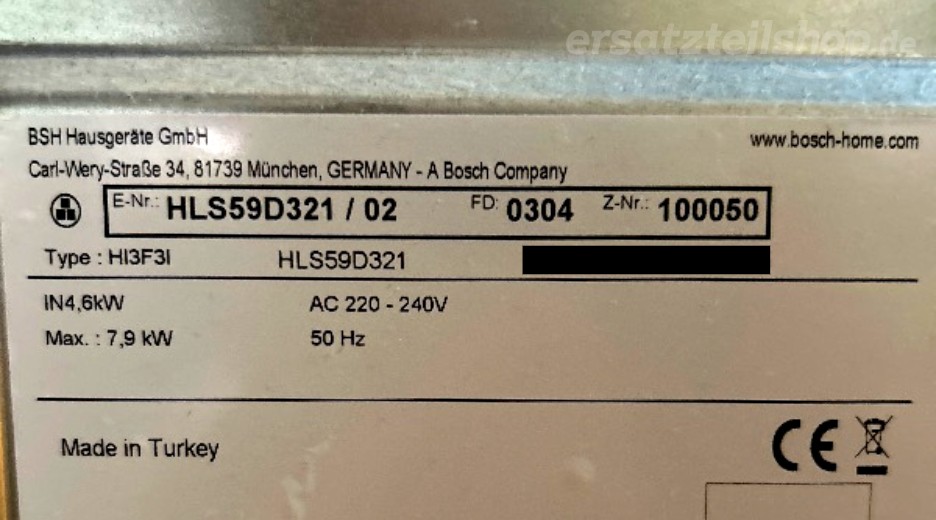 ersatzteilshop.de
BSH Hausgeräte GmbH www.bosch-home.com
Carl-Wery-Straße 34, 81739 München, GERMANY - A Bosch Company
E-Nr.: HLS59D321 / 02 FD: 0304 Z-Nr.: 100050
Type : HI3F3I HLS59D321
IN4,6kW AC 220 - 240V
Max. : 7,9 kW 50 Hz
Made in Turkey CE